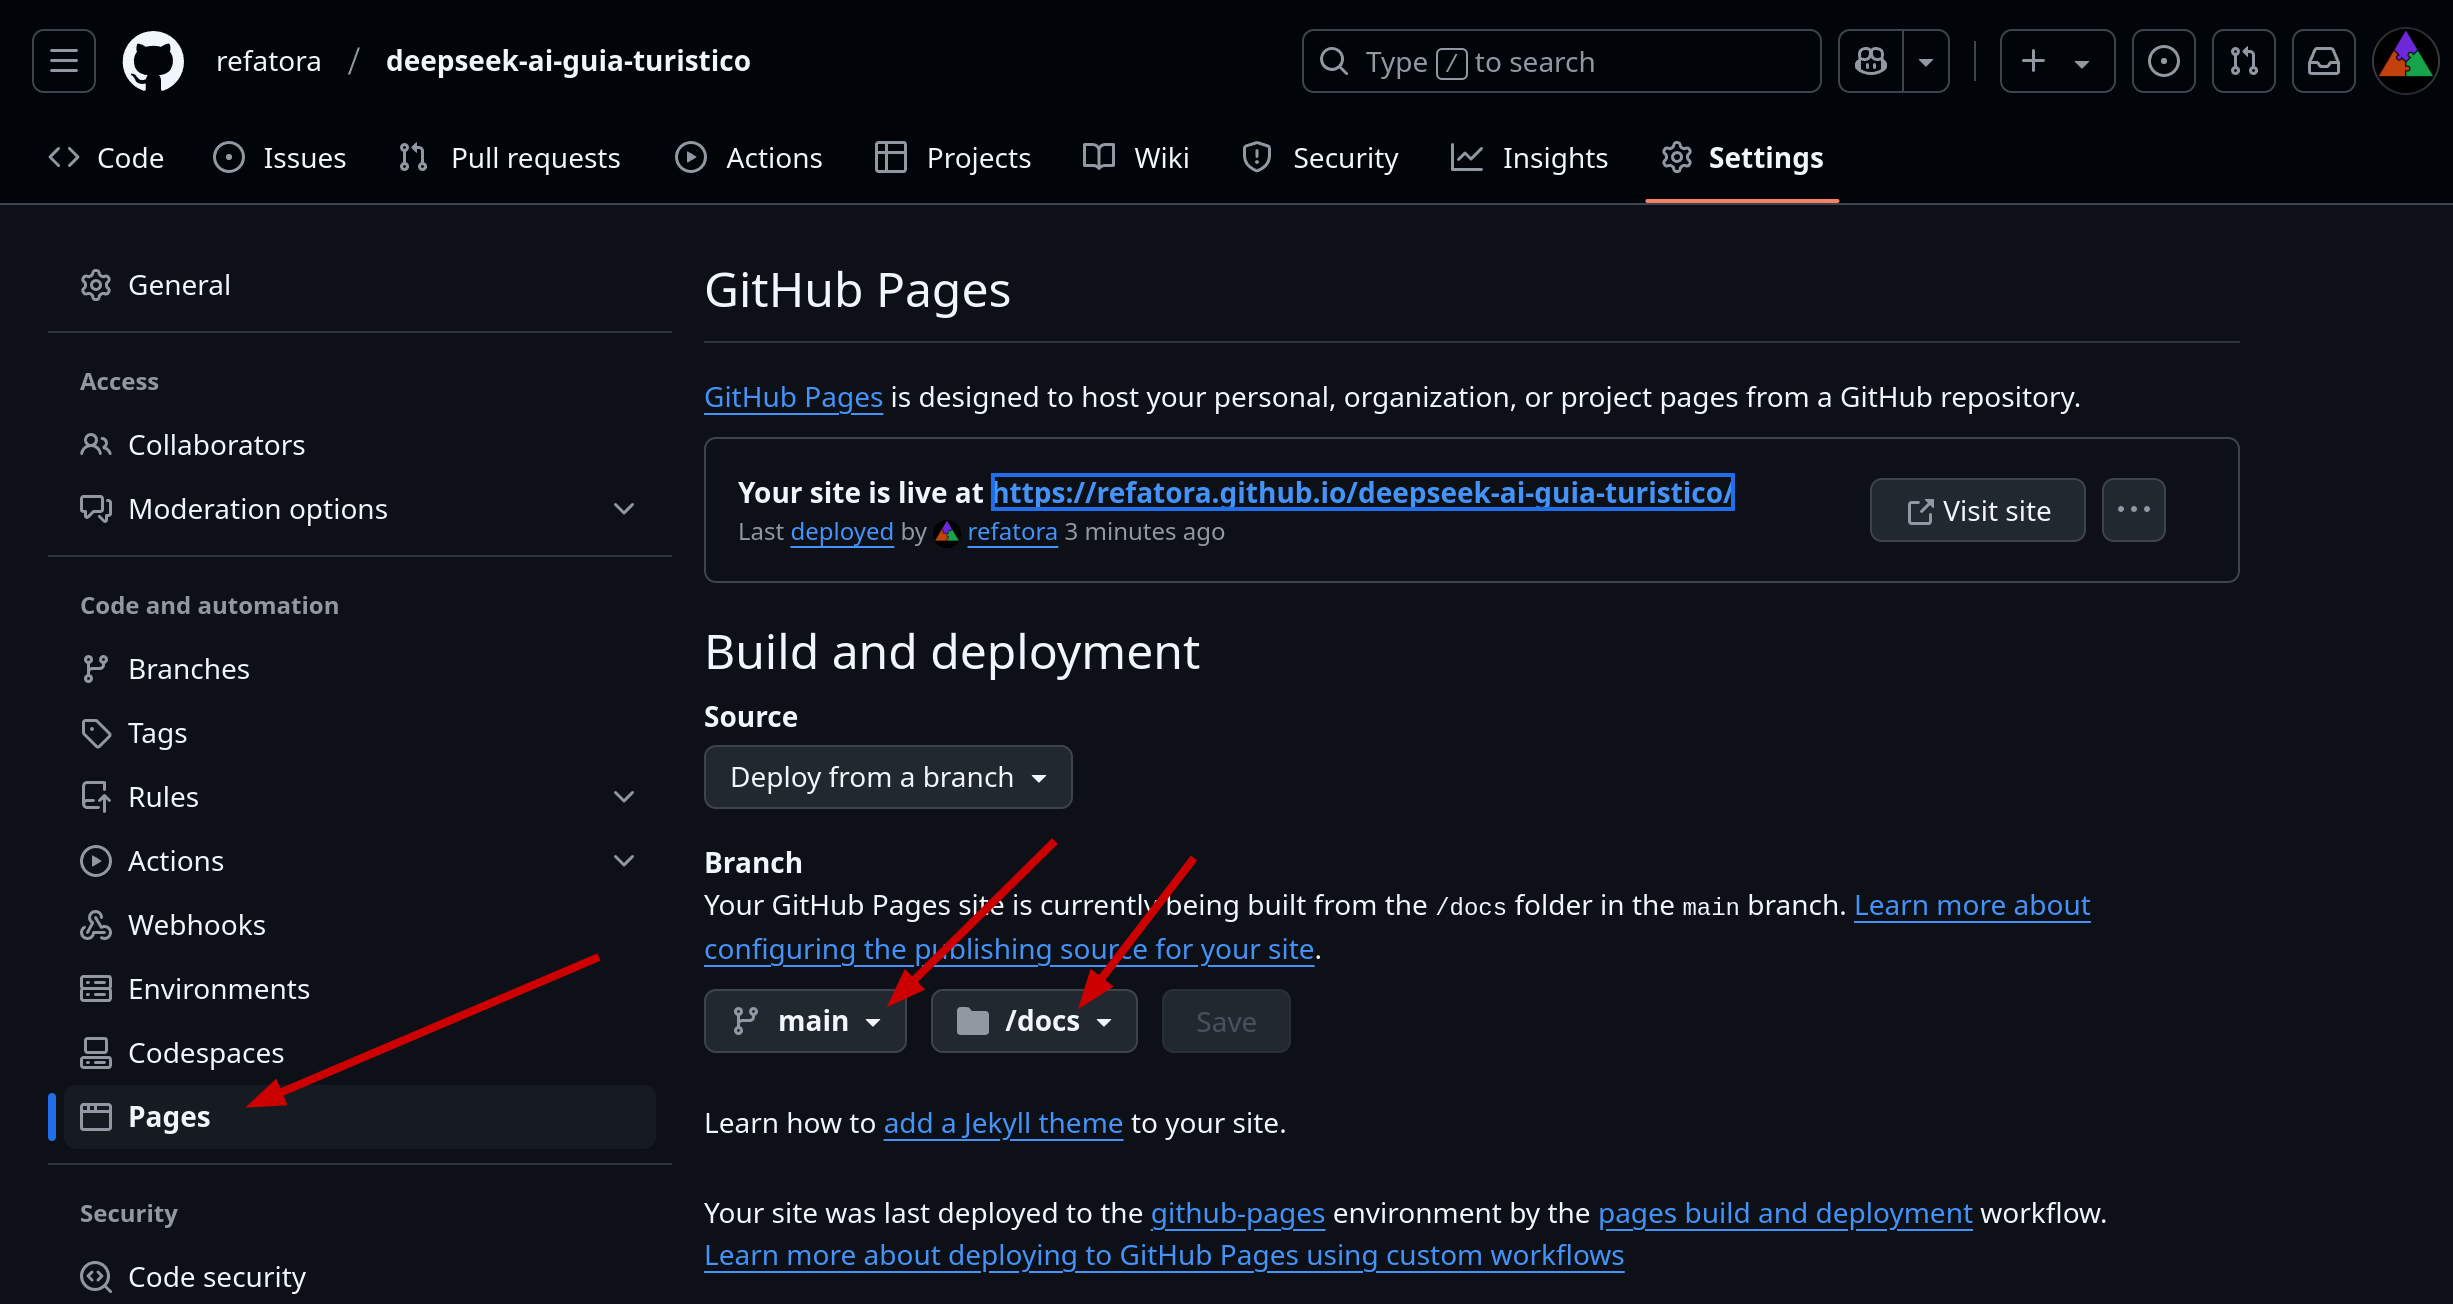 refatora / deepseek-ai-guia-turistico
Type / to search
Code
Issues
Pull requests
Actions
Projects
Wiki
Security
Insights
Settings
General
Access
Collaborators
Moderation options
Code and automation
Branches
Tags
Rules
Actions
Webhooks
Environments
Codespaces
Pages
Security
Code security
GitHub Pages
GitHub Pages is designed to host your personal, organization, or project pages from a GitHub repository.
Your site is live at https://refatora.github.io/deepseek-ai-guia-turistico/
Last deployed by refatora 3 minutes ago
Visit site
Build and deployment
Source
Deploy from a branch
Branch
Your GitHub Pages site is currently being built from the /docs folder in the main branch. Learn more about
configuring the publishing source for your site.
main
/docs
Save
Learn how to add a Jekyll theme to your site.
Your site was last deployed to the github-pages environment by the pages build and deployment workflow.
Learn more about deploying to GitHub Pages using custom workflows